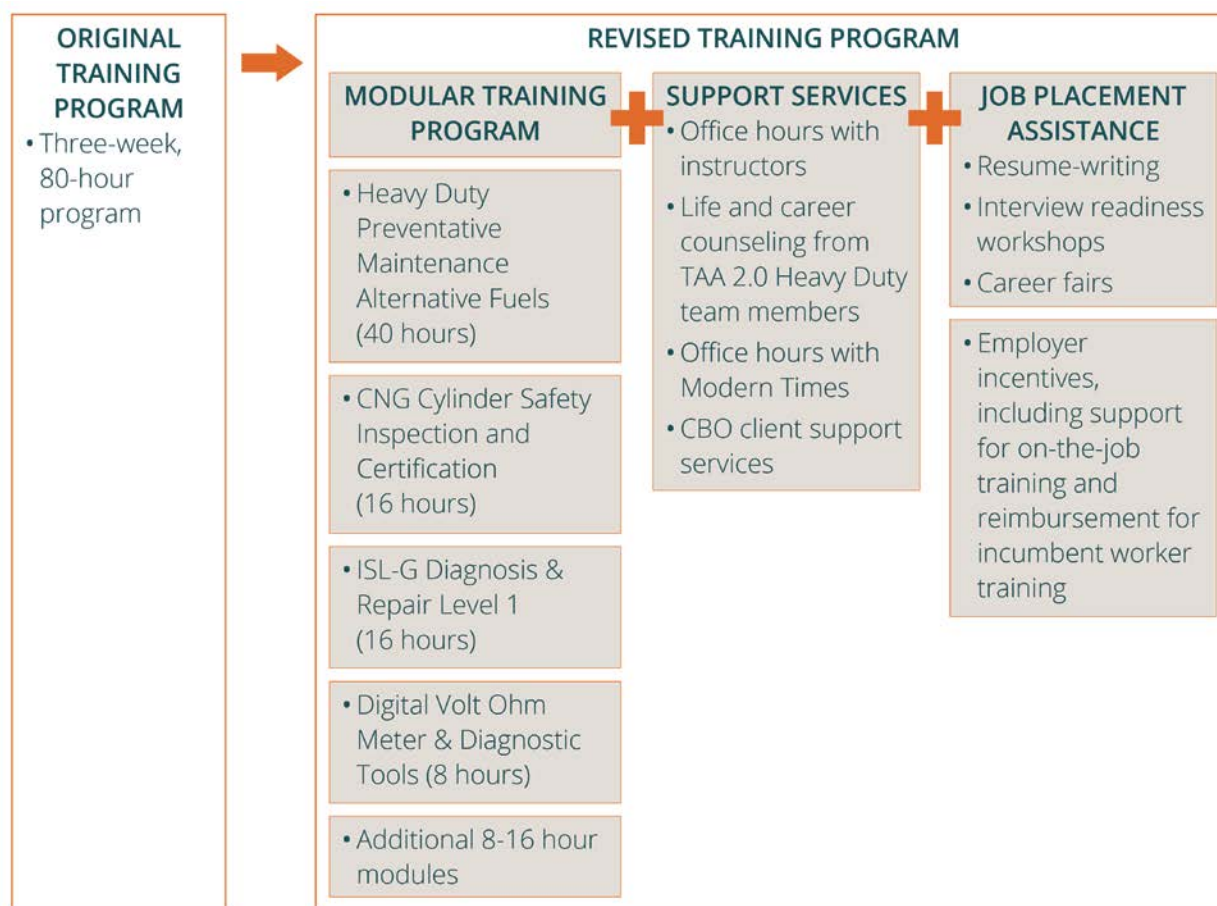 ORIGINAL
TRAINING
PROGRAM
• Three-week,
80-hour
program
REVISED TRAINING PROGRAM
MODULAR TRAINING
PROGRAM
• Heavy Duty
Preventative
Maintenance
Alternative Fuels
(40 hours)
• CNG Cylinder Safety
Inspection and
Certification
(16 hours)
• ISL-G Diagnosis &
Repair Level 1
(16 hours)
• Digital Volt Ohm
Meter & Diagnostic
Tools (8 hours)
• Additional 8-16 hour
modules
SUPPORT SERVICES
• Office hours with
instructors
• Life and career
counseling from
TAA 2.0 Heavy Duty
team members
• Office hours with
Modern Times
• CBO client support
services
JOB PLACEMENT
ASSISTANCE
• Resume-writing
• Interview readiness
workshops
• Career fairs
• Employer
incentives,
including support
for on-the-job
training and
reimbursement for
incumbent worker
training